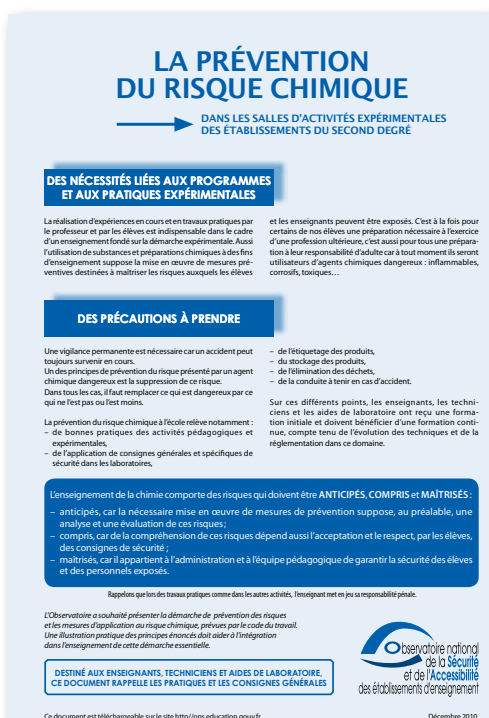 LA PRÉVENTION
DU RISQUE CHIMIQUE
DANS LES SALLES D'ACTIVITÉS EXPÉRIMENTALES
DES ÉTABLISSEMENTS DU SECOND DEGRÉ
DES NÉCESSITÉS LIÉES AUX PROGRAMMES
ET AUX PRATIQUES EXPÉRIMENTALES
La réalisation d'expériences en cours et en travaux pratiques par
le professeur et par les élèves est indispensable dans le cadre
d'un enseignement fondé sur la démarche expérimentale. Aussi
l'utilisation de substances et préparations chimiques à des fins
d'enseignement suppose la mise en œuvre de mesures pré-
ventives destinées à maîtriser les risques auxquels les élèves
et les enseignants peuvent être exposés. C'est à la fois pour
certains de nos élèves une préparation nécessaire à l'exercice
d'une profession ultérieure, c'est aussi pour tous une prépara-
tion à leur responsabilité d'adulte car à tout moment ils seront
utilisateurs d'agents chimiques dangereux : inflammables,
corrosifs, toxiques…
DES PRÉCAUTIONS À PRENDRE
Une vigilance permanente est nécessaire car un accident peut
toujours survenir en cours.
Un des principes de prévention du risque présenté par un agent
chimique dangereux est la suppression de ce risque.
Dans tous les cas, il faut remplacer ce qui est dangereux par ce
qui ne l'est pas ou l'est moins.
La prévention du risque chimique à l'école relève notamment :
– de bonnes pratiques des activités pédagogiques et
expérimentales,
– de l'application de consignes générales et spécifiques de
sécurité dans les laboratoires,
– de l'étiquetage des produits,
– du stockage des produits,
– de l'élimination des déchets,
– de la conduite à tenir en cas d'accident.
Sur ces différents points, les enseignants, les techni-
ciens et les aides de laboratoire ont reçu une forma-
tion initiale et doivent bénéficier d'une formation conti-
nue, compte tenu de l'évolution des techniques et de la
réglementation dans ce domaine.
L'enseignement de la chimie comporte des risques qui doivent être ANTICIPÉS, COMPRIS et MAÎTRISÉS :
– anticipés, car la nécessaire mise en œuvre de mesures de prévention suppose, au préalable, une
analyse et une évaluation de ces risques ;
– compris, car de la compréhension de ces risques dépend aussi l'acceptation et le respect, par les élèves,
des consignes de sécurité ;
– maîtrisés, car il appartient à l'administration et à l'équipe pédagogique de garantir la sécurité des élèves
et des personnels exposés.
Rappelons que lors des travaux pratiques comme dans les autres activités, l'enseignant met en jeu sa responsabilité pénale.
L'Observatoire a souhaité présenter la démarche de prévention des risques
et les mesures d'application au risque chimique, prévues par le code du travail.
Une illustration pratique des principes énoncés doit aider à l'intégration
dans l'enseignement de cette démarche essentielle.
DESTINÉ AUX ENSEIGNANTS, TECHNICIENS ET AIDES DE LABORATOIRE,
CE DOCUMENT RAPPELLE LES PRATIQUES ET LES CONSIGNES GÉNÉRALES
Observatoire national
de la Sécurité
et de l'Accessibilité
des établissements d'enseignement
Ce document est téléchargeable sur le site http://ons.education.gouv.fr
Décembre 2010